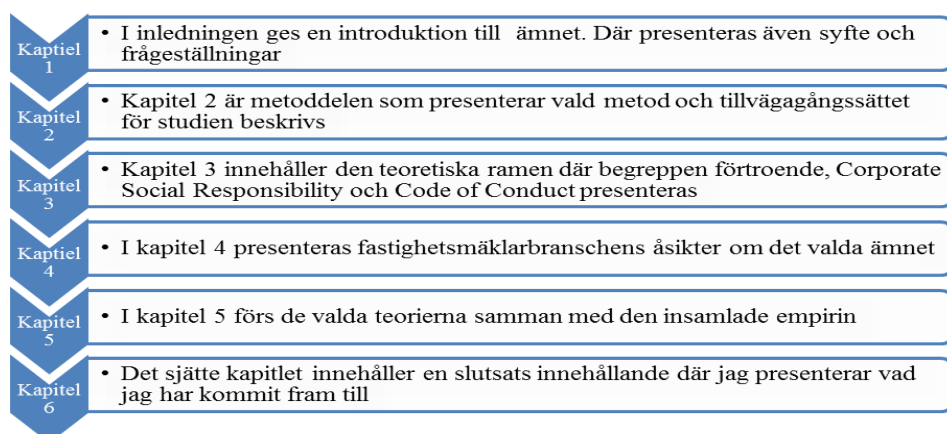 Kaptiel
1
• I inledningen ges en introduktion till ämnet. Där presenteras även syfte och
frågeställningar
Kapitel
2
• Kapitel 2 är metoddelen som presenterar vald metod och tillvägagångssättet
för studien beskrivs
Kapitel
3
• Kapitel 3 innehåller den teoretiska ramen där begreppen förtroende, Corporate
Social Responsibility och Code of Conduct presenteras
Kaptiel
4
• I kapitel 4 presenteras fastighetsmäklarbranschens åsikter om det valda ämnet
Kapitel
5
• I kapitel 5 förs de valda teorierna samman med den insamlade empirin
Kapitel
6
• Det sjätte kapitlet innehåller en slutsats innehållande där jag presenterar vad
jag har kommit fram till